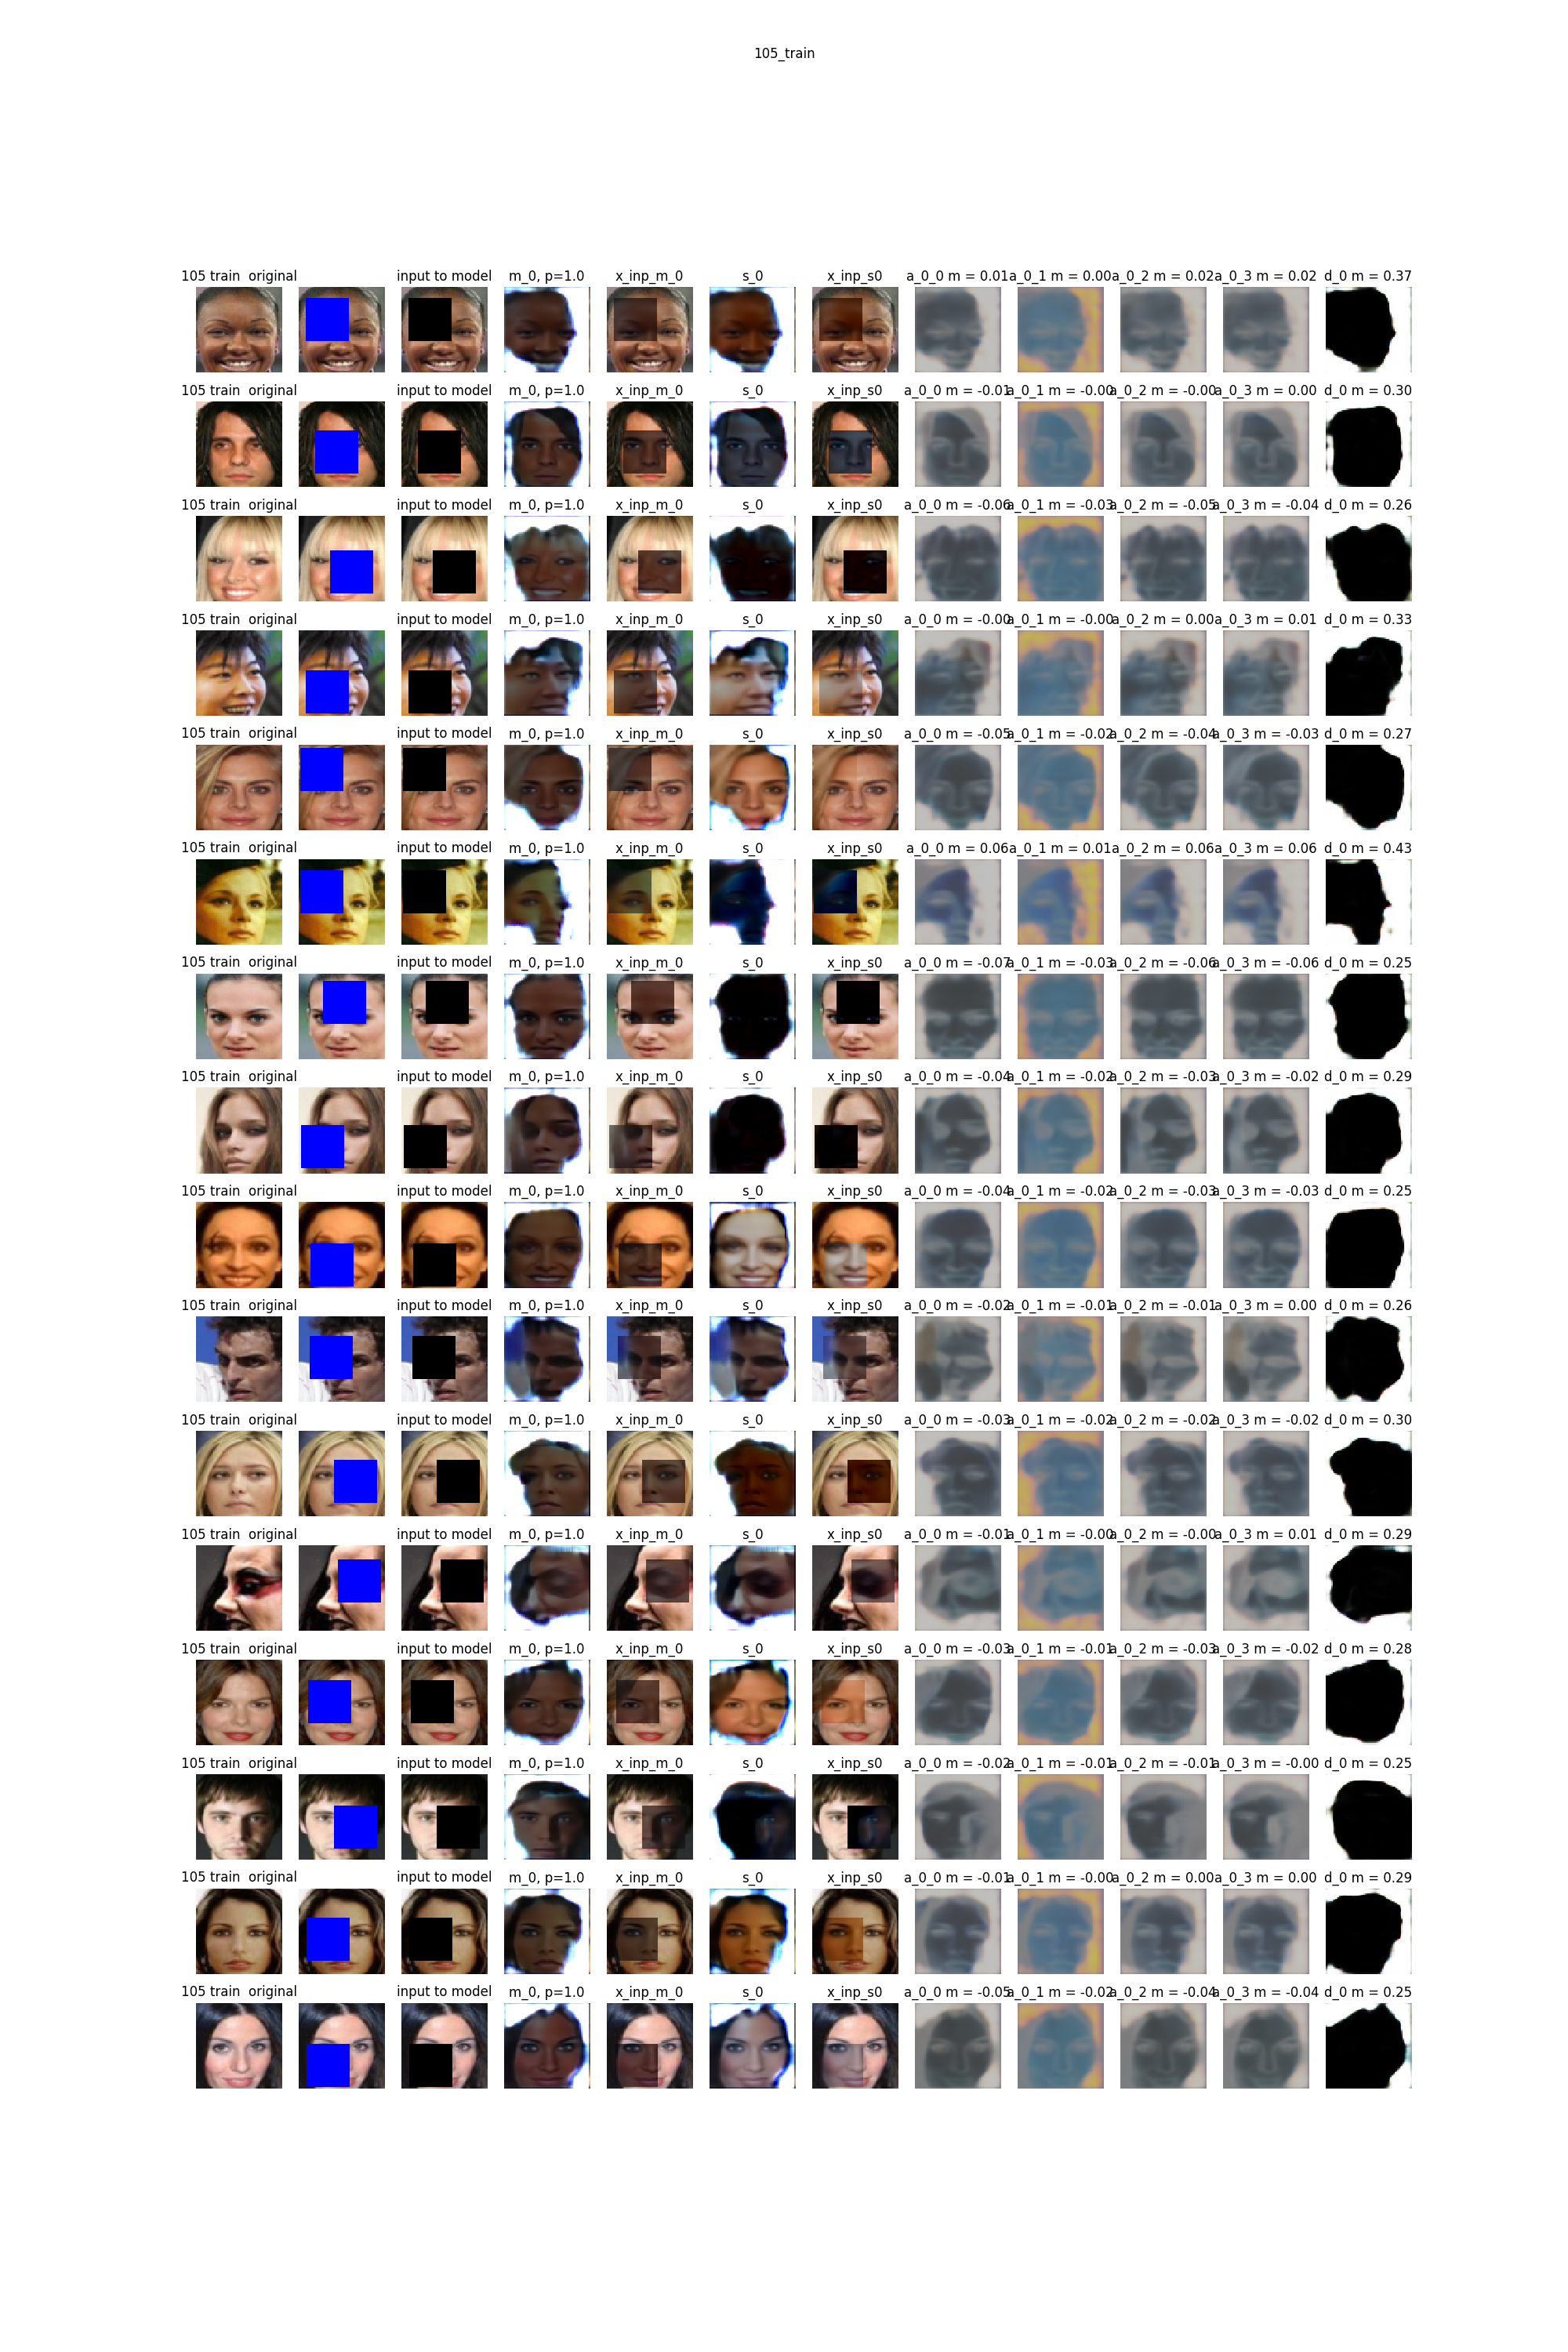 105_train
105 train original input to model m_0, p=1.0 x_inp_m_0 s_0 x_inp_s0 a_0_0 m = 0.01 a_0_1 m = 0.00 a_0_2 m = 0.02 a_0_3 m = 0.02 d_0 m = 0.37
105 train original input to model m_0, p=1.0 x_inp_m_0 s_0 x_inp_s0 a_0_0 m = -0.01 a_0_1 m = -0.00 a_0_2 m = -0.00 a_0_3 m = 0.00 d_0 m = 0.30
105 train original input to model m_0, p=1.0 x_inp_m_0 s_0 x_inp_s0 a_0_0 m = -0.06 a_0_1 m = -0.03 a_0_2 m = -0.05 a_0_3 m = -0.04 d_0 m = 0.26
105 train original input to model m_0, p=1.0 x_inp_m_0 s_0 x_inp_s0 a_0_0 m = -0.00 a_0_1 m = -0.00 a_0_2 m = 0.00 a_0_3 m = 0.01 d_0 m = 0.33
105 train original input to model m_0, p=1.0 x_inp_m_0 s_0 x_inp_s0 a_0_0 m = -0.05 a_0_1 m = -0.02 a_0_2 m = -0.04 a_0_3 m = -0.03 d_0 m = 0.27
105 train original input to model m_0, p=1.0 x_inp_m_0 s_0 x_inp_s0 a_0_0 m = 0.06 a_0_1 m = 0.01 a_0_2 m = 0.06 a_0_3 m = 0.06 d_0 m = 0.43
105 train original input to model m_0, p=1.0 x_inp_m_0 s_0 x_inp_s0 a_0_0 m = -0.07 a_0_1 m = -0.03 a_0_2 m = -0.06 a_0_3 m = -0.06 d_0 m = 0.25
105 train original input to model m_0, p=1.0 x_inp_m_0 s_0 x_inp_s0 a_0_0 m = -0.04 a_0_1 m = -0.02 a_0_2 m = -0.03 a_0_3 m = -0.02 d_0 m = 0.29
105 train original input to model m_0, p=1.0 x_inp_m_0 s_0 x_inp_s0 a_0_0 m = -0.04 a_0_1 m = -0.02 a_0_2 m = -0.03 a_0_3 m = -0.03 d_0 m = 0.25
105 train original input to model m_0, p=1.0 x_inp_m_0 s_0 x_inp_s0 a_0_0 m = -0.02 a_0_1 m = -0.01 a_0_2 m = -0.01 a_0_3 m = 0.00 d_0 m = 0.26
105 train original input to model m_0, p=1.0 x_inp_m_0 s_0 x_inp_s0 a_0_0 m = -0.03 a_0_1 m = -0.02 a_0_2 m = -0.02 a_0_3 m = -0.02 d_0 m = 0.30
105 train original input to model m_0, p=1.0 x_inp_m_0 s_0 x_inp_s0 a_0_0 m = -0.01 a_0_1 m = -0.00 a_0_2 m = -0.00 a_0_3 m = 0.01 d_0 m = 0.29
105 train original input to model m_0, p=1.0 x_inp_m_0 s_0 x_inp_s0 a_0_0 m = -0.03 a_0_1 m = -0.01 a_0_2 m = -0.03 a_0_3 m = -0.02 d_0 m = 0.28
105 train original input to model m_0, p=1.0 x_inp_m_0 s_0 x_inp_s0 a_0_0 m = -0.02 a_0_1 m = -0.01 a_0_2 m = -0.01 a_0_3 m = -0.00 d_0 m = 0.25
105 train original input to model m_0, p=1.0 x_inp_m_0 s_0 x_inp_s0 a_0_0 m = -0.01 a_0_1 m = -0.00 a_0_2 m = 0.00 a_0_3 m = 0.00 d_0 m = 0.29
105 train original input to model m_0, p=1.0 x_inp_m_0 s_0 x_inp_s0 a_0_0 m = -0.05 a_0_1 m = -0.02 a_0_2 m = -0.04 a_0_3 m = -0.04 d_0 m = 0.25